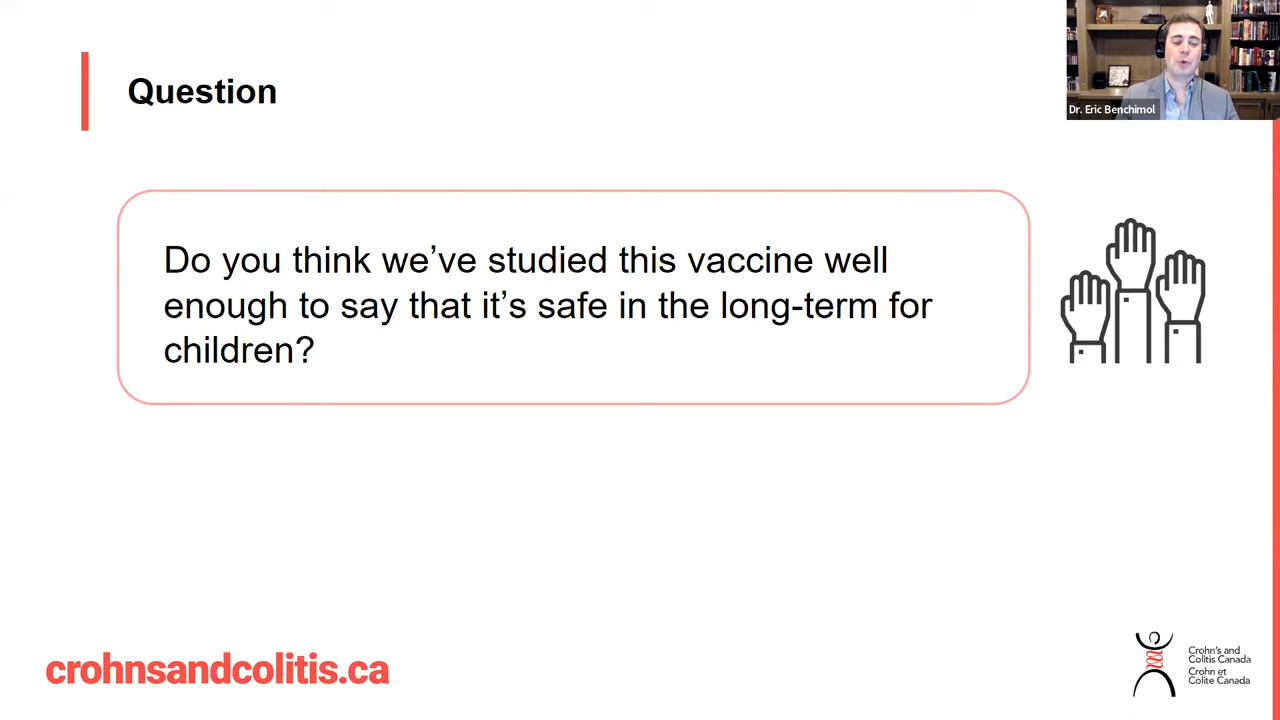 Question
Dr. Eric Benchimol
Do you think we’ve studied this vaccine well
enough to say that it’s safe in the long-term for
children?
crohnsandcolitis.ca
Crohn’s and
Colitis Canada
Crohn et
Colite Canada